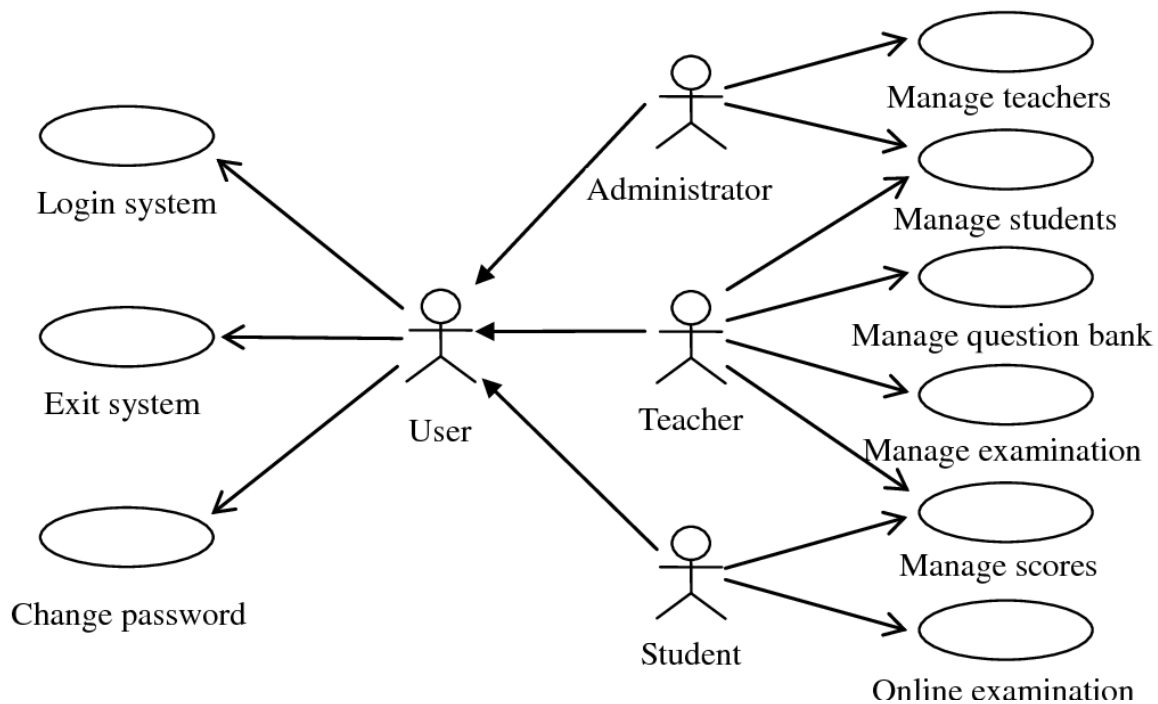 Manage teachers
Administrator
Login system
Manage students
Manage question bank
Exit system
Teacher
User
Manage examination
Manage scores
Change password
Student
Online examination